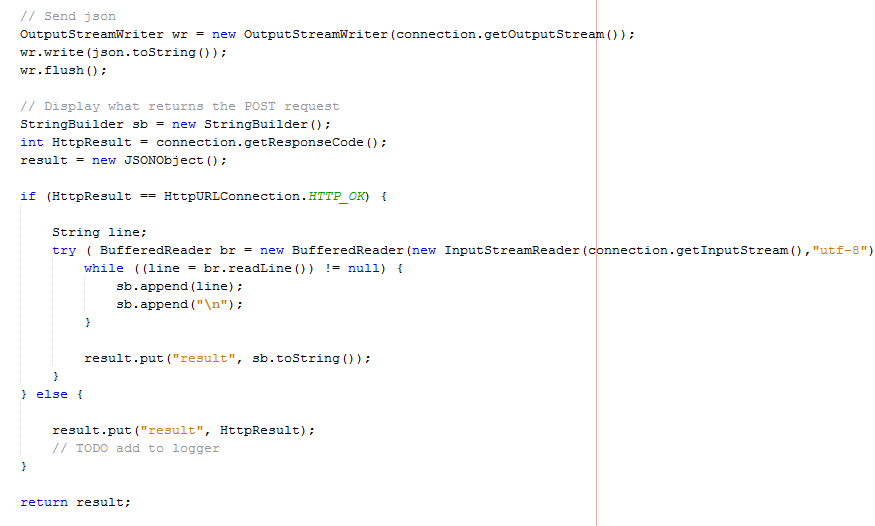 // Send json
OutputStreamWriter wr = new OutputStreamWriter(connection.getOutputStream());
wr.write(json.toString());
wr.flush();
// Display what returns the POST request
StringBuilder sb = new StringBuilder();
int HttpResult = connection.getResponseCode();
result = new JSONObject();
if (HttpResult == HttpURLConnection.HTTP_OK) {
String line;
try ( BufferedReader br = new BufferedReader(new InputStreamReader(connection.getInputStream(),"utf-8")
while ((line = br.readLine()) != null) {
sb.append(line);
sb.append("\n");
}
result.put("result", sb.toString());
}
} else {
result.put("result", HttpResult);
// TODO add to logger
}
return result;